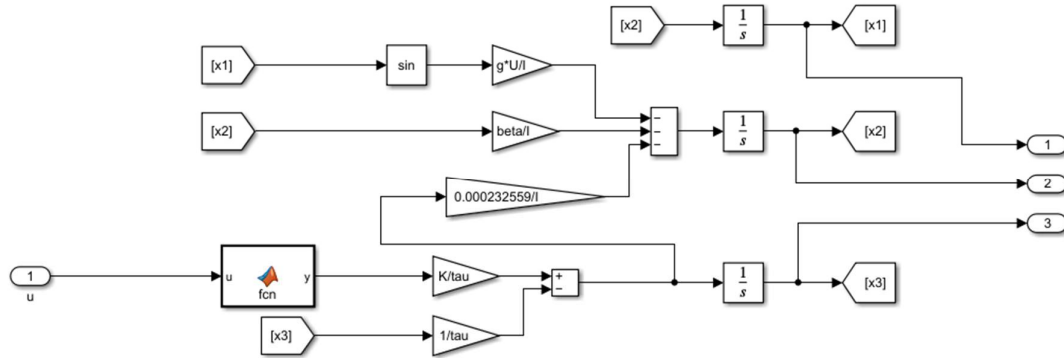 [x2]
1
s
[x1]
[x1]
sin
g*U/I
[x2]
beta/I
−
−
−
1
s
[x2]
1
2
0.000232559/I
3
1
u
u
fcn
y
K/tau
+
−
1
s
[x3]
[x3]
1/tau